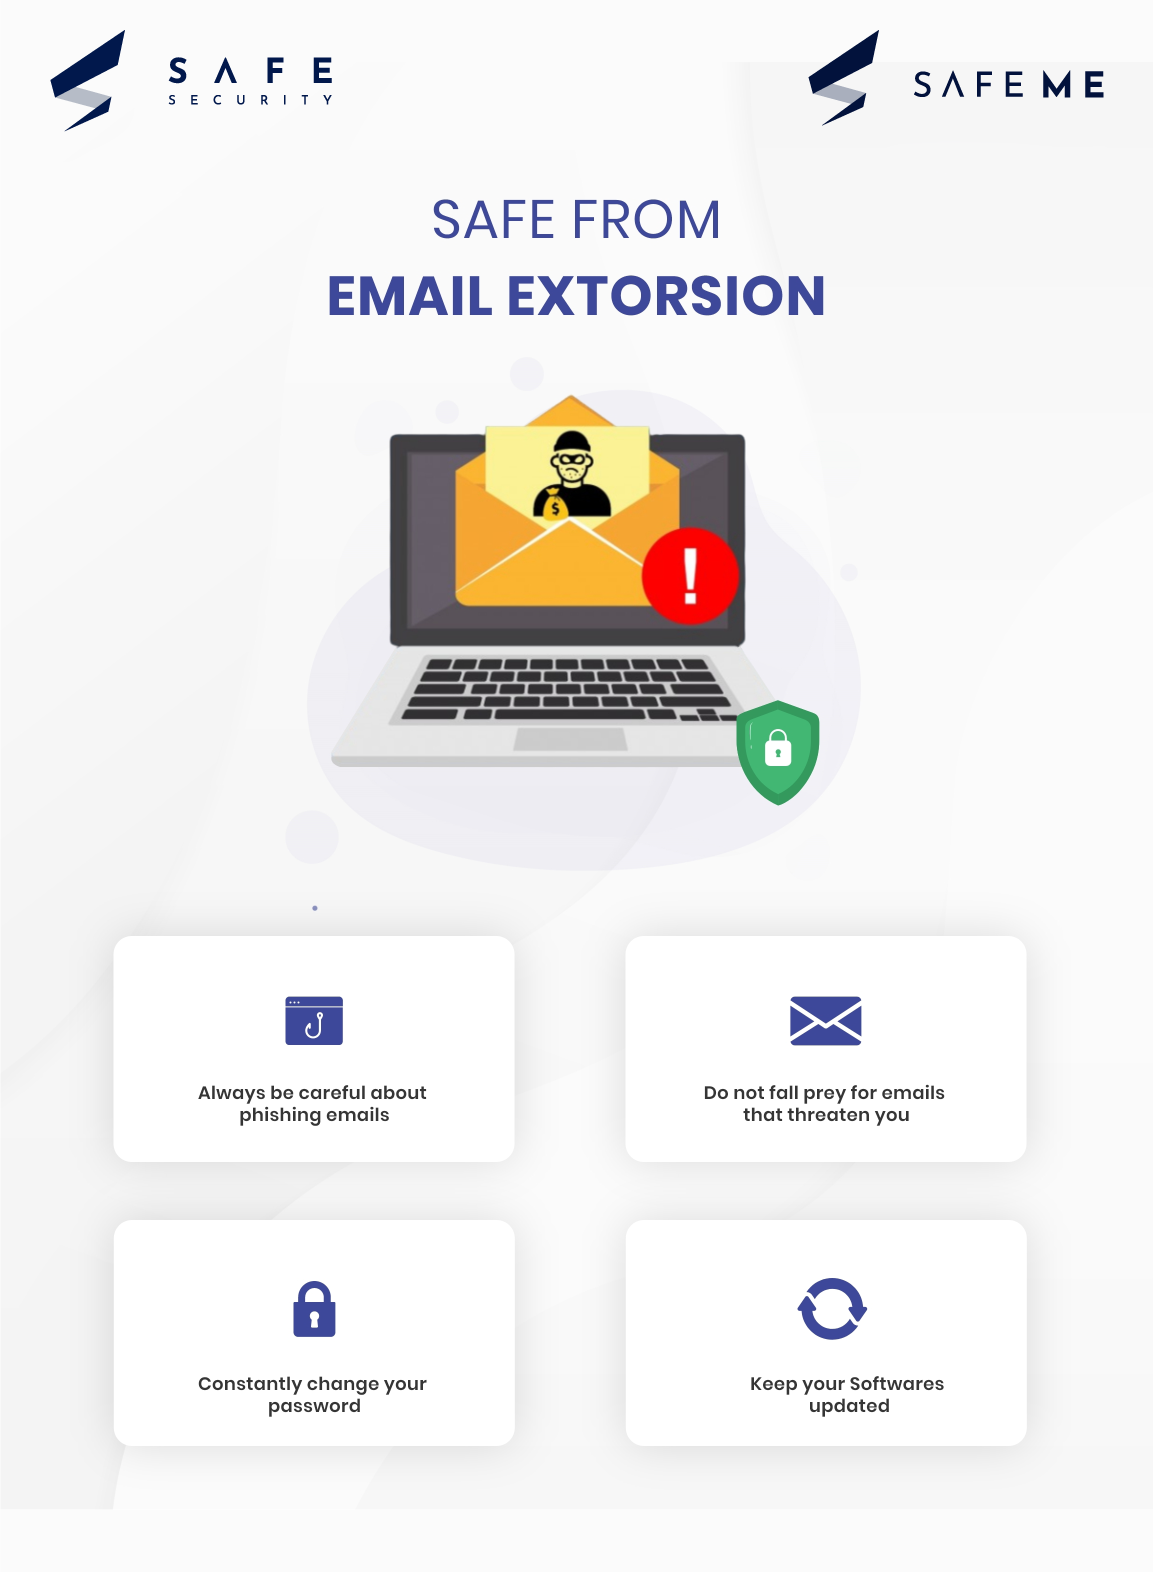 SAFE
SECURITY
SAFE ME
SAFE FROM
EMAIL EXTORSION
$
!
Always be careful about
phishing emails
Do not fall prey for emails
that threaten you
Constantly change your
password
Keep your Softwares
updated